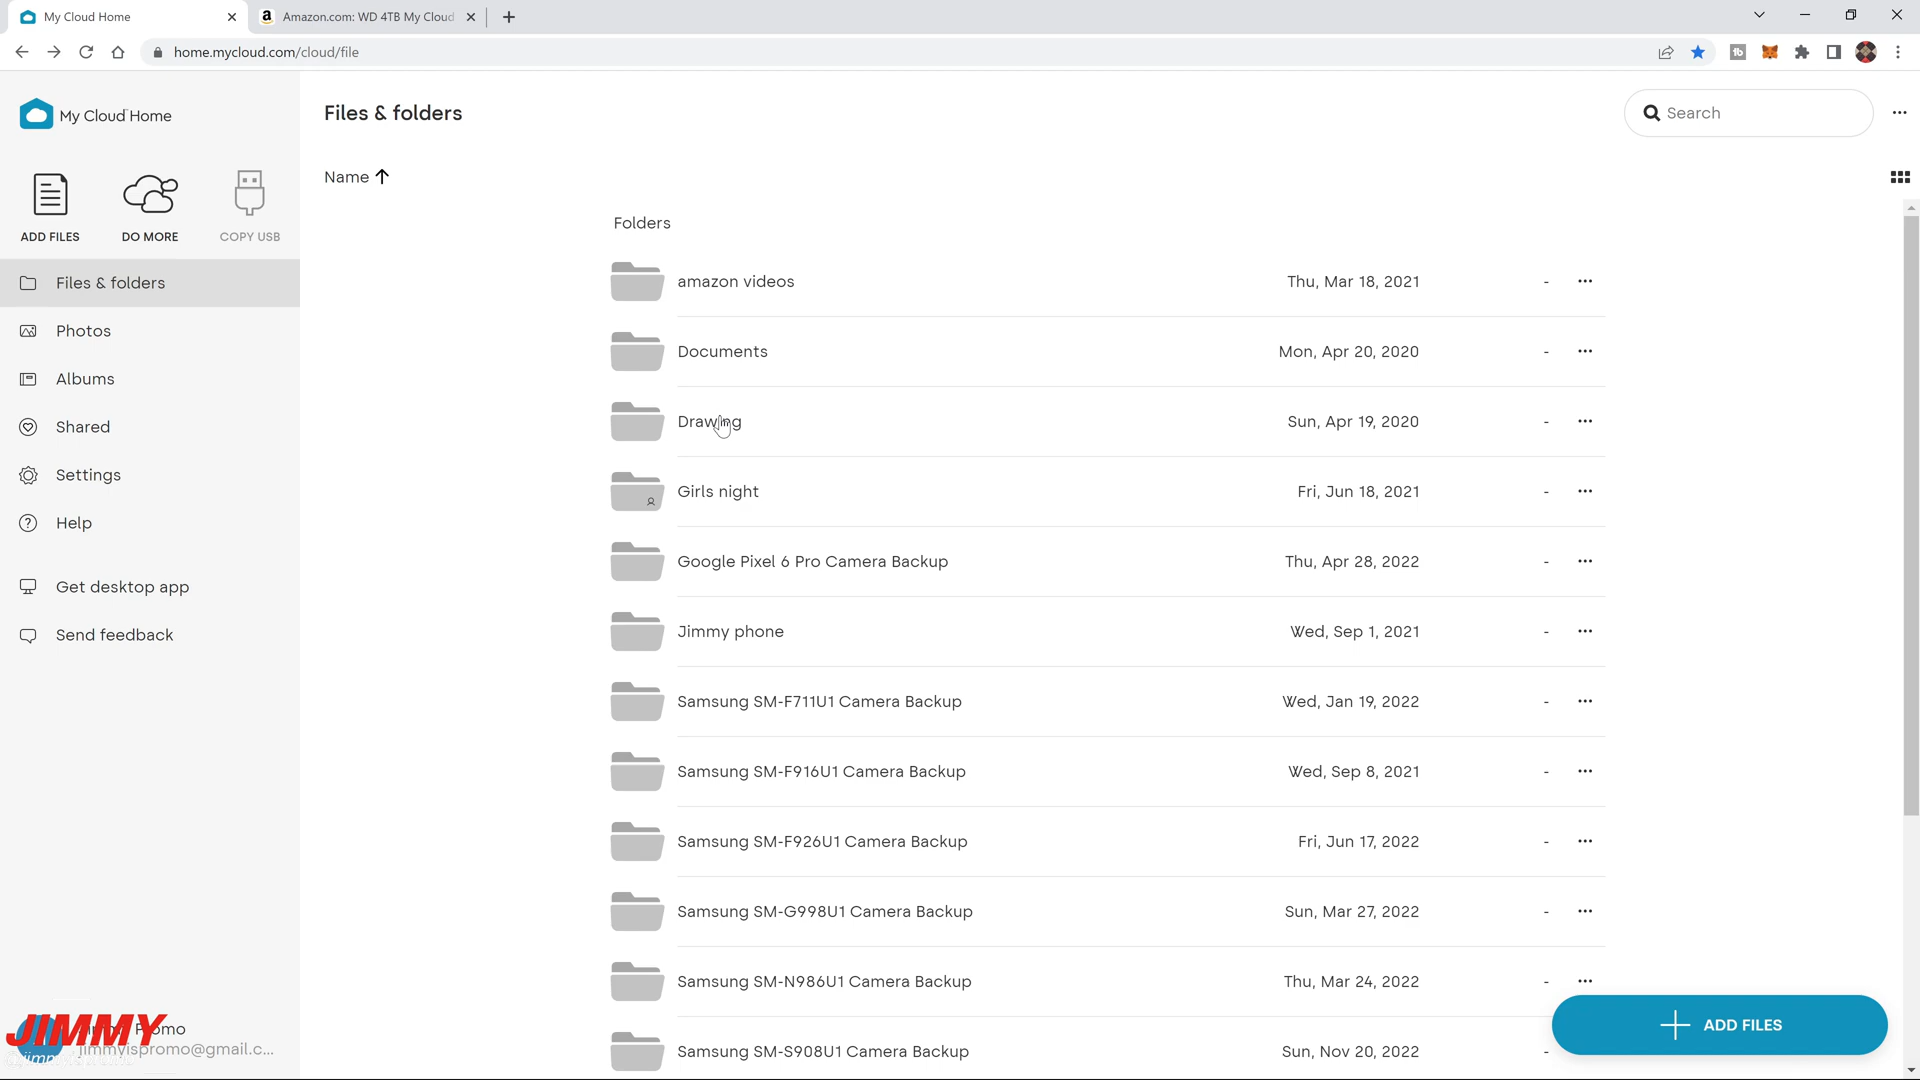 My Cloud Home
Amazon.com: WD 4TB My Cloud
home.mycloud.com/cloud/file
My Cloud Home
Files & folders
Search
ADD FILES
DO MORE
COPY USB
Name
Folders
Files & folders
Photos
Albums
Shared
Settings
Help
Get desktop app
Send feedback
amazon videos Thu, Mar 18, 2021 -
Documents Mon, Apr 20, 2020 -
Drawing Sun, Apr 19, 2020 -
Girls night Fri, Jun 18, 2021 -
Google Pixel 6 Pro Camera Backup Thu, Apr 28, 2022 -
Jimmy phone Wed, Sep 1, 2021 -
Samsung SM-F711U1 Camera Backup Wed, Jan 19, 2022 -
Samsung SM-F916U1 Camera Backup Wed, Sep 8, 2021 -
Samsung SM-F926U1 Camera Backup Fri, Jun 17, 2022 -
Samsung SM-G998U1 Camera Backup Sun, Mar 27, 2022 -
Samsung SM-N986U1 Camera Backup Thu, Mar 24, 2022 -
Samsung SM-S908U1 Camera Backup Sun, Nov 20, 2022 -
ADD FILES
JIMMY
jimmyispromo@gmail.c...